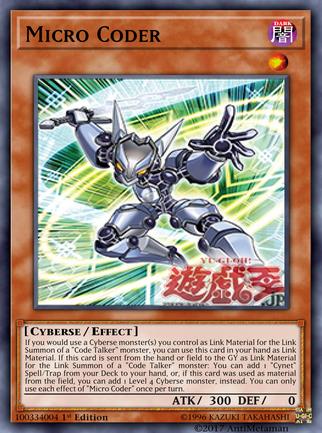 MICRO CODER
DARK
闇
YU-GI-OH!
遊戯王
JP
[CYBERSE / EFFECT]
If you would use a Cyberse monster(s) you control as Link Material for the Link
Summon of a "Code Talker" monster, you can use this card in your hand as Link
Material. If this card is sent from the hand or field to the GY as Link Material
for the Link Summon of a "Code Talker" monster: You can add 1 "Cynet"
Spell/Trap from your Deck to your hand, or, if this card was used as material
from the field, you can add 1 Level 4 Cyberse monster, instead. You can only
use each effect of "Micro Coder" once per turn.
ATK/ 300 DEF/ 0
100334004 1st Edition
©1996 KAZUKI TAKAHASHI
©2017 AntiMetaman